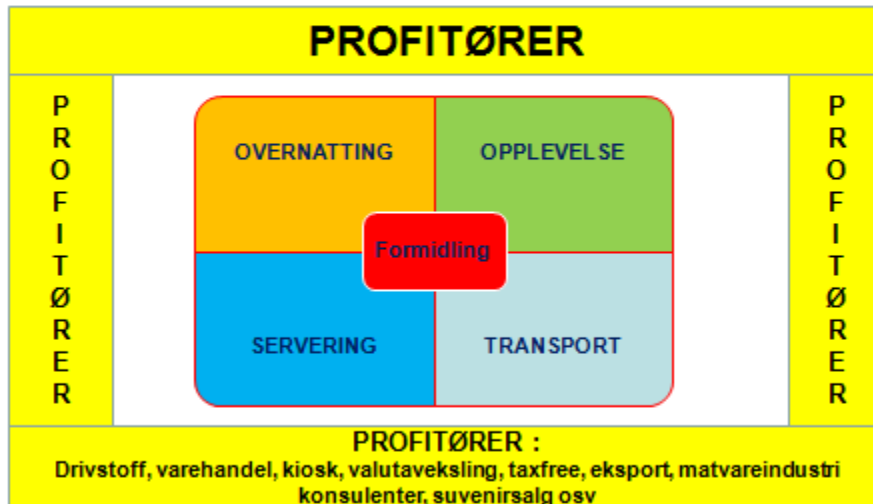 PROFITØRER
P
R
O
F
I
T
Ø
R
E
R
OVERNATTING
OPPLEVELSE
Formidling
SERVERING
TRANSPORT
P
R
O
F
I
T
Ø
R
E
R
PROFITØRER :
Drivstoff, varehandel, kiosk, valutaveksling, taxfree, eksport, matvareindustri
konsulenter, suvenirsalg osv